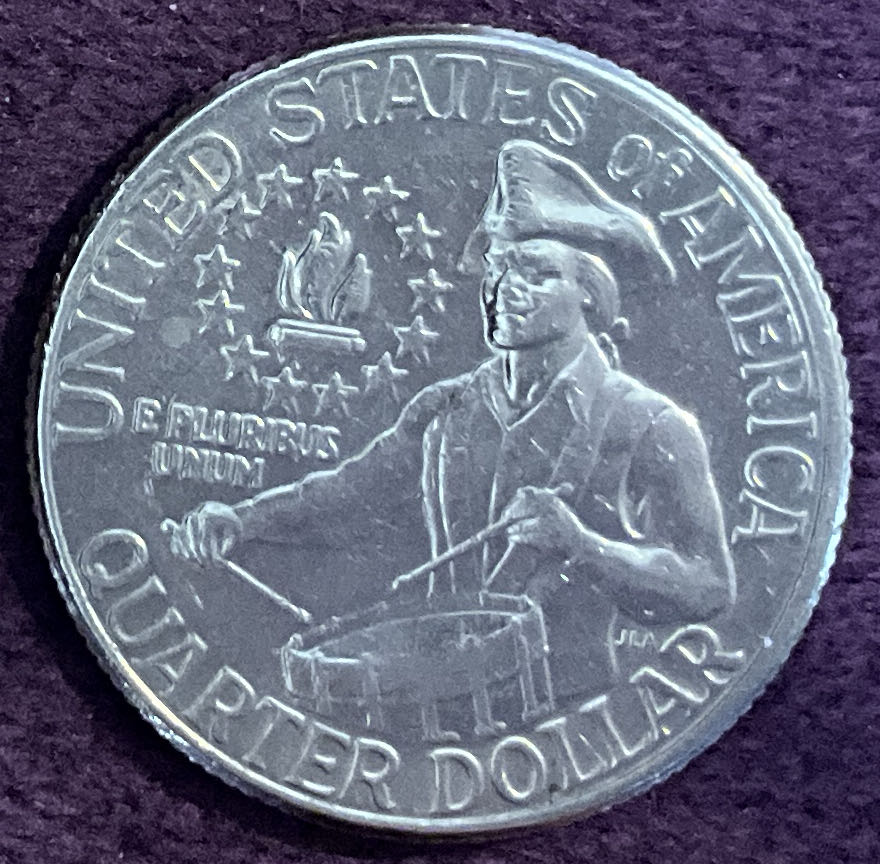 UNITED STATES of AMERICA
E PLURIBUS
UNUM
JLA
QUARTER DOLLAR